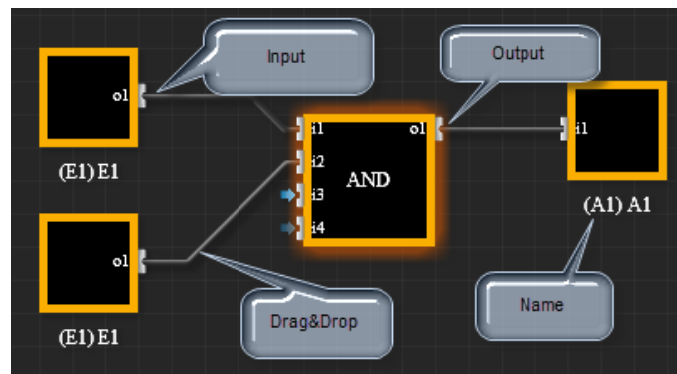 Input
Output
o1
i1
o1
i1
i2
AND
i3
i4
(E1) E1
(A1) A1
o1
Drag&Drop
Name
(E1) E1